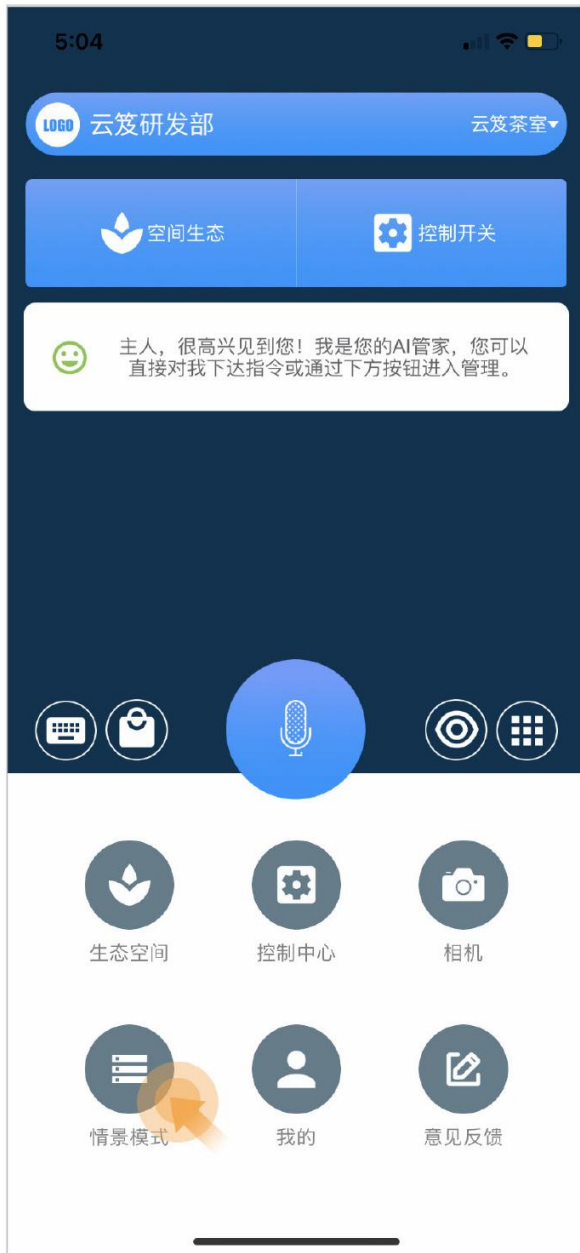 5:04
LOGO 云笈研发部 云笈茶室
空间生态 控制开关
主人，很高兴见到您！我是您的AI管家，您可以
直接对我下达指令或通过下方按钮进入管理。
生态空间 控制中心 相机
情景模式 我的 意见反馈